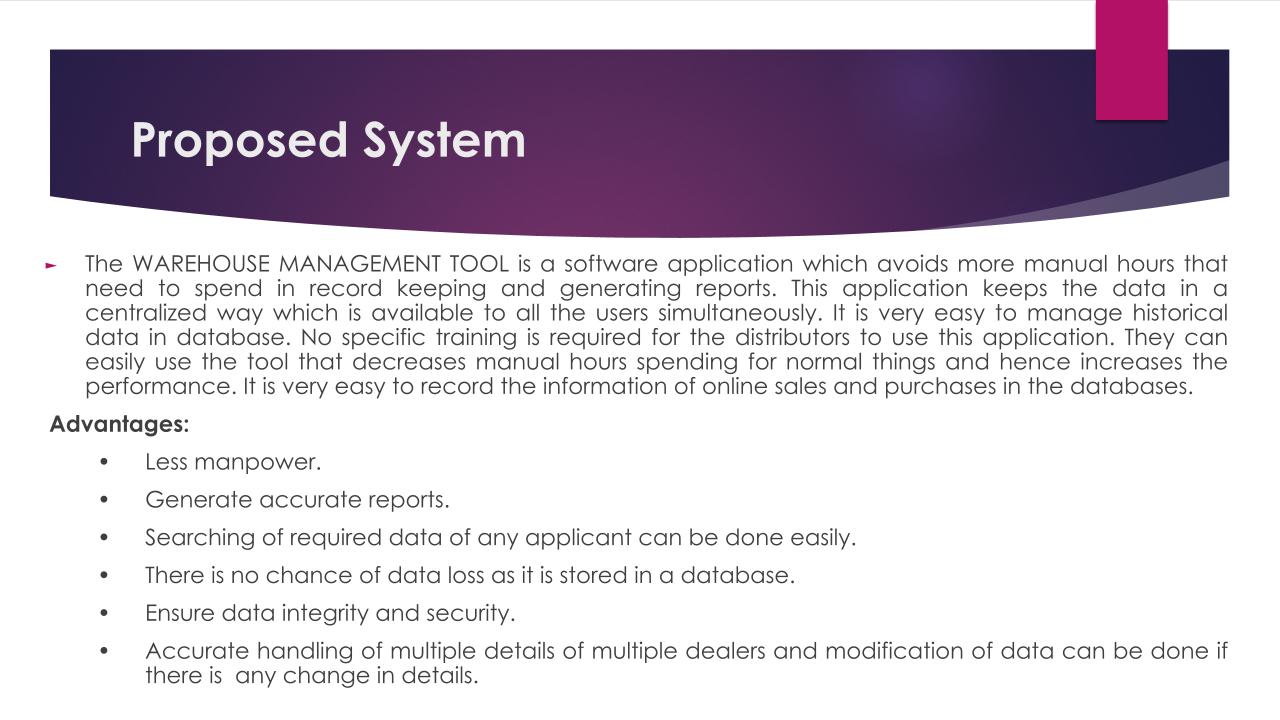 Proposed System
► The WAREHOUSE MANAGEMENT TOOL is a software application which avoids more manual hours that
need to spend in record keeping and generating reports. This application keeps the data in a
centralized way which is available to all the users simultaneously. It is very easy to manage historical
data in database. No specific training is required for the distributors to use this application. They can
easily use the tool that decreases manual hours spending for normal things and hence increases the
performance. It is very easy to record the information of online sales and purchases in the databases.
Advantages:
• Less manpower.
• Generate accurate reports.
• Searching of required data of any applicant can be done easily.
• There is no chance of data loss as it is stored in a database.
• Ensure data integrity and security.
• Accurate handling of multiple details of multiple dealers and modification of data can be done if
there is  any change in details.